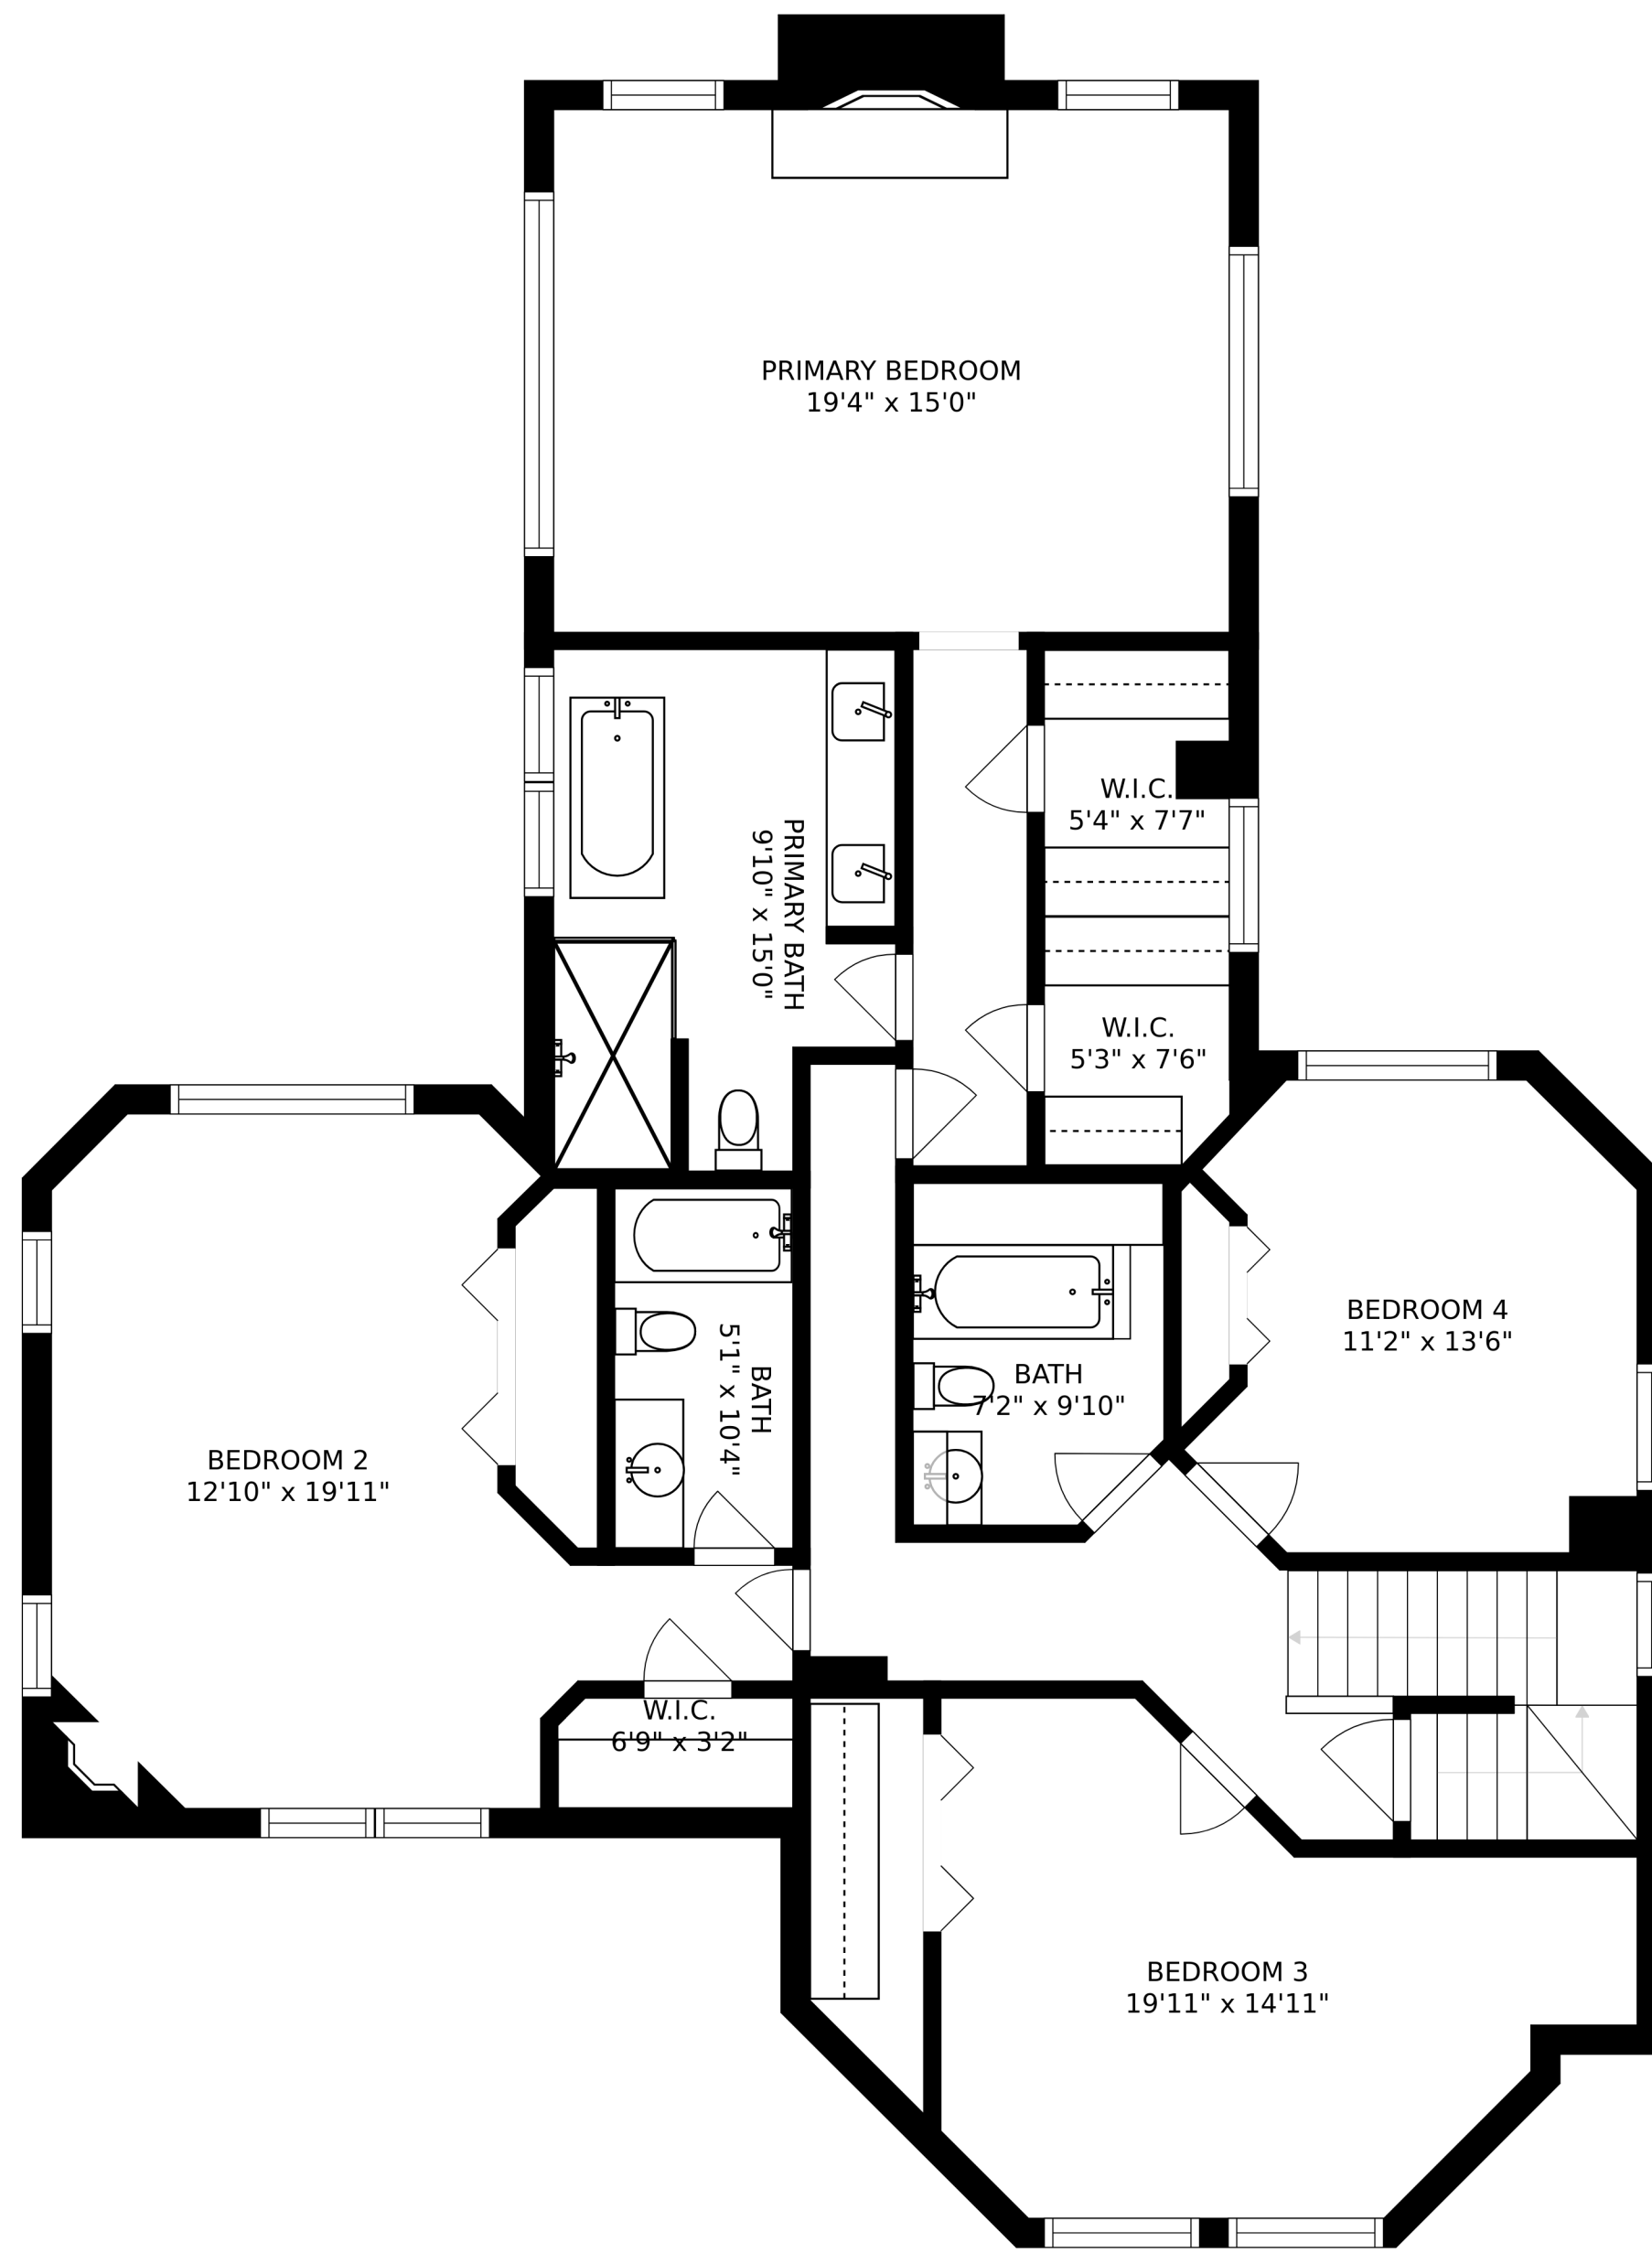 PRIMARY BEDROOM
19'4" x 15'0"
W.I.C.
5'4" x 7'7"
PRIMARY BATH
9'10" x 15'0"
W.I.C.
5'3" x 7'6"
BEDROOM 4
11'2" x 13'6"
BATH
5'1" x 10'4"
BATH
7'2" x 9'10"
BEDROOM 2
12'10" x 19'11"
W.I.C.
6'9" x 3'2"
BEDROOM 3
19'11" x 14'11"